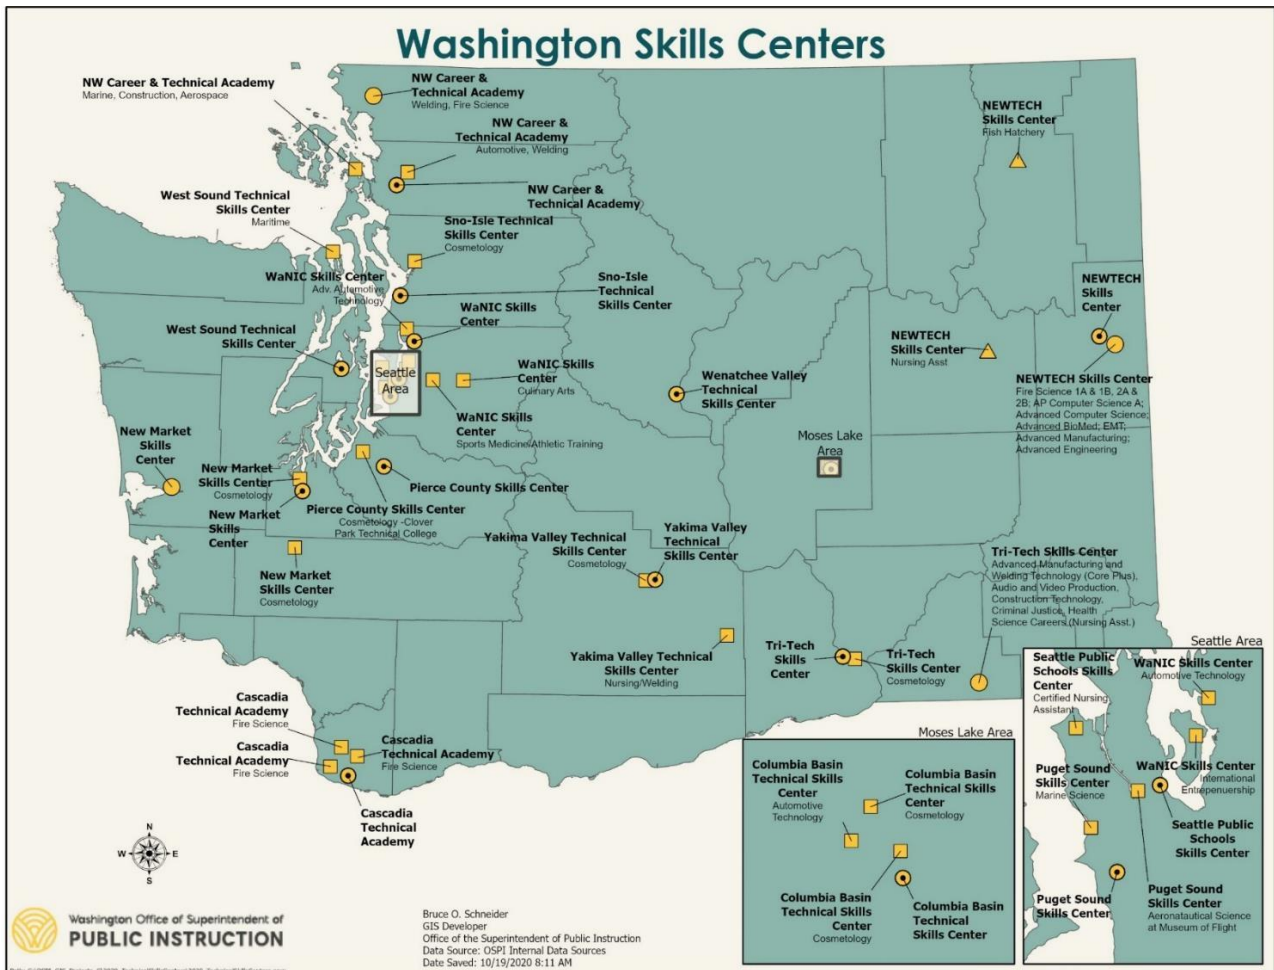 Washington Skills Centers
NW Career & Technical Academy
Marine, Construction, Aerospace
NW Career &
Technical Academy
Welding, Fire Science
NW Career &
Technical Academy
Automotive, Welding
NW Career &
Technical Academy
NEWTECH
Skills Center
Fish Hatchery
West Sound Technical
Skills Center
Maritime
Sno-Isle Technical
Skills Center
Cosmetology
WaNIC Skills Center
Adv. Automotive
Technology
Sno-Isle
Technical
Skills Center
NEWTECH
Skills
Center
WaNIC Skills
Center
West Sound Technical
Skills Center
NEWTECH
Skills Center
Nursing Asst
Seattle
Area
WaNIC Skills
Center
Culinary Arts
Wenatchee Valley
Technical
Skills Center
NEWTECH Skills Center
Fire Science 1A & 1B, 2A &
2B; AP Computer Science A;
Advanced Computer Science;
Advanced BioMed; EMT;
Advanced Manufacturing;
Advanced Engineering
WaNIC Skills
Center
Sports Medicine/Athletic Training
New Market
Skills
Center
Moses Lake
Area
New Market
Skills Center
Cosmetology
Pierce County Skills Center
New Market
Skills
Center
Pierce County Skills Center
Cosmetology -Clover
Park Technical College
Yakima Valley Technical
Skills Center
Cosmetology
Yakima Valley
Technical
Skills Center
Tri-Tech Skills Center
Advanced Manufacturing and
Welding Technology (Core Plus),
Audio and Video Production,
Construction Technology,
Criminal Justice, Health
Science Careers (Nursing Asst.)
New Market
Skills Center
Cosmetology
Yakima Valley Technical
Skills Center
Nursing/Welding
Tri-Tech
Skills
Center
Tri-Tech
Skills Center
Cosmetology
Cascadia
Technical Academy
Fire Science
Cascadia
Technical Academy
Fire Science
Cascadia
Technical Academy
Fire Science
Cascadia
Technical
Academy
Seattle Area
Seattle Public
Schools Skills
Center
Certified Nursing
Assistant
WaNIC Skills Center
Automotive Technology
Puget Sound
Skills Center
Marine Science
WaNIC Skills Center
International
Entrepenuership
Seattle Public
Schools
Skills Center
Puget Sound
Skills Center
Puget Sound
Skills Center
Aeronatautical Science
at Museum of Flight
Moses Lake Area
Columbia Basin
Technical Skills
Center
Automotive
Technology
Columbia Basin
Technical Skills
Center
Cosmetology
Columbia Basin
Technical Skills
Center
Cosmetology
Columbia Basin
Technical
Skills Center
N
W
E
S
Washington Office of Superintendent of
PUBLIC INSTRUCTION
Bruce O. Schneider
GIS Developer
Office of the Superintendent of Public Instruction
Data Source: OSPI Internal Data Sources
Date Saved: 10/19/2020 8:11 AM